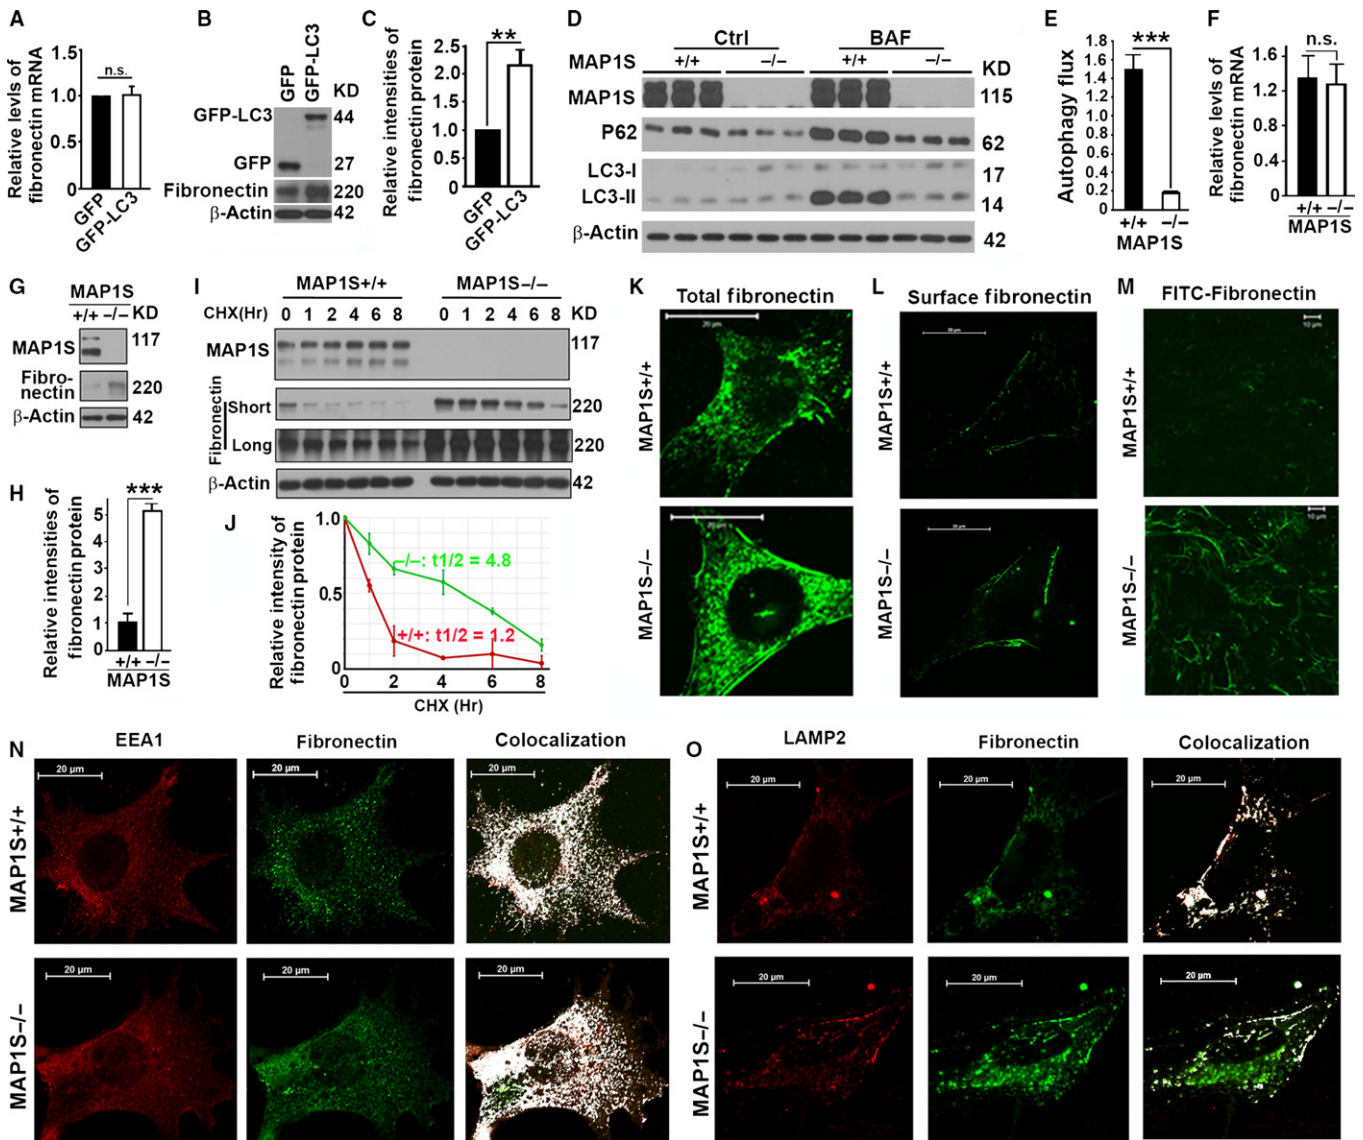 A
Relative levels of
fibronectin mRNA
1.5
1.0
0.5
0
n.s.
GFP
GFP-LC3
B
GFP
GFP-LC3
KD
GFP-LC3
44
GFP
27
Fibronectin
220
β-Actin
42
C
Relative intensities of
fibronectin protein
2.5
2.0
1.5
1.0
0.5
0
**
GFP
GFP-LC3
D
Ctrl
BAF
MAP1S
+/+
−/−
+/+
−/−
KD
MAP1S
115
P62
62
LC3-I
17
LC3-II
14
β-Actin
42
E
Autophagy flux
1.8
1.6
1.4
1.2
1.0
0.8
0.6
0.4
0.2
0
***
+/+ −/−
MAP1S
F
Relative levels of
fibronectin mRNA
1.6
1.2
0.8
0.4
0
n.s.
+/+ −/−
MAP1S
G
MAP1S
+/+ −/− KD
MAP1S
117
Fibro-
nectin
220
β-Actin
42
H
Relative intensities of
fibronectin protein
5
4
3
2
1
0
***
+/+ −/−
MAP1S
I
MAP1S+/+
MAP1S−/−
CHX(Hr)
0 1 2 4 6 8
0 1 2 4 6 8
KD
MAP1S
117
Fibronectin
Short
220
Long
220
β-Actin
42
J
Relative intensity of
fibronectin protein
1.0
0.5
0
−/−: t1/2 = 4.8
+/+: t1/2 = 1.2
0 2 4 6 8
CHX (Hr)
K
Total fibronectin
MAP1S+/+
20 µm
MAP1S−/−
20 µm
L
Surface fibronectin
MAP1S+/+
20 µm
MAP1S−/−
20 µm
M
FITC-Fibronectin
MAP1S+/+
10 µm
MAP1S−/−
10 µm
N
EEA1
Fibronectin
Colocalization
MAP1S+/+
20 µm
20 µm
20 µm
MAP1S−/−
20 µm
20 µm
20 µm
O
LAMP2
Fibronectin
Colocalization
MAP1S+/+
20 µm
20 µm
20 µm
MAP1S−/−
20 µm
20 µm
20 µm